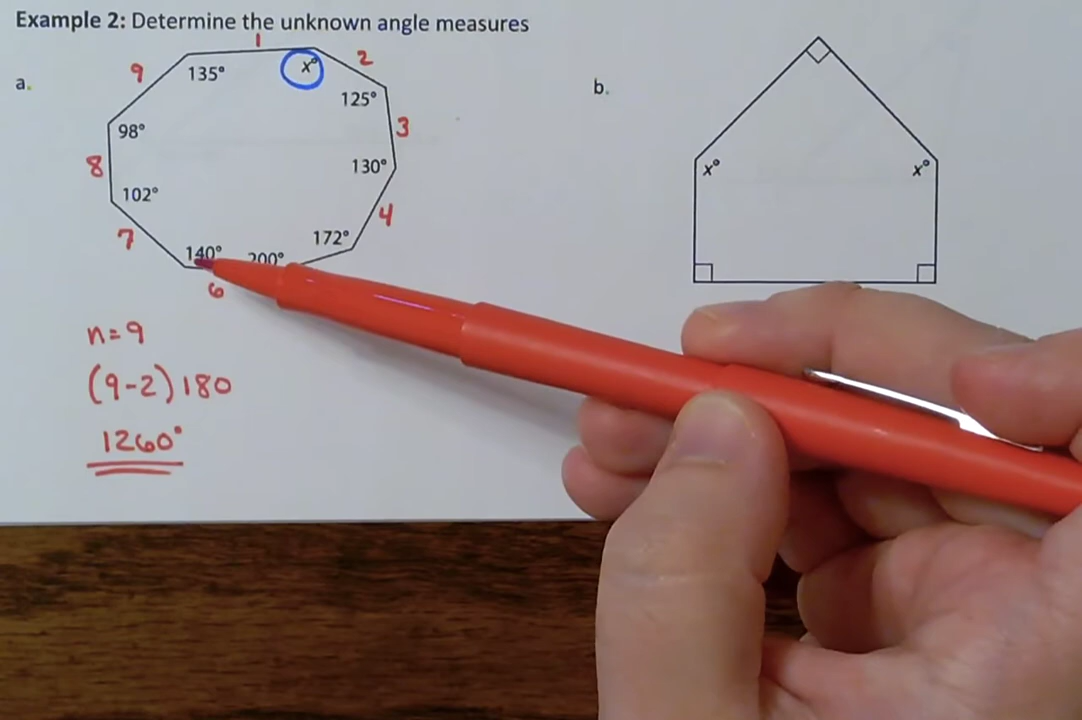 Example 2: Determine the unknown angle measures
a.
1
2
9
135°
x°
125°
98°
3
8
130°
102°
4
7
172°
140°
200°
6
n=9
(9-2)180
1260°
b.
x°
x°